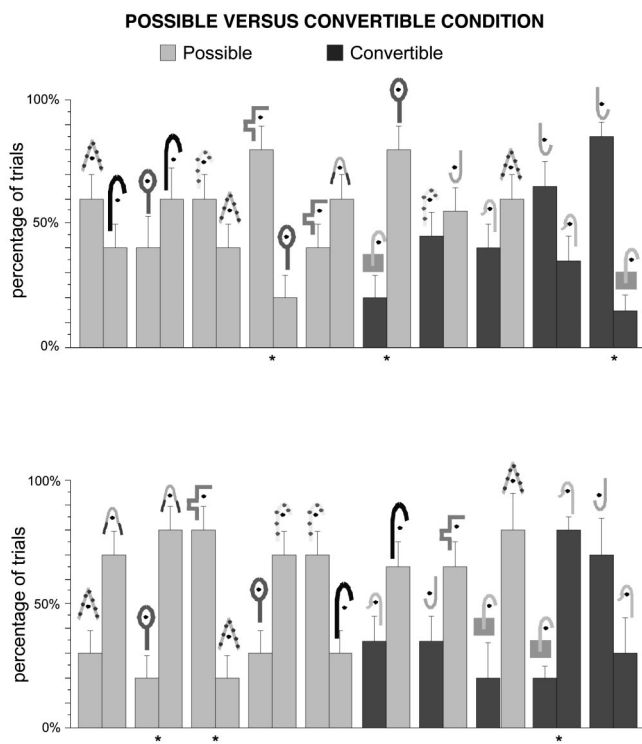 POSSIBLE VERSUS CONVERTIBLE CONDITION
Possible Convertible
percentage of trials
100%
50%
0%
* * *
percentage of trials
100%
50%
0%
* * *